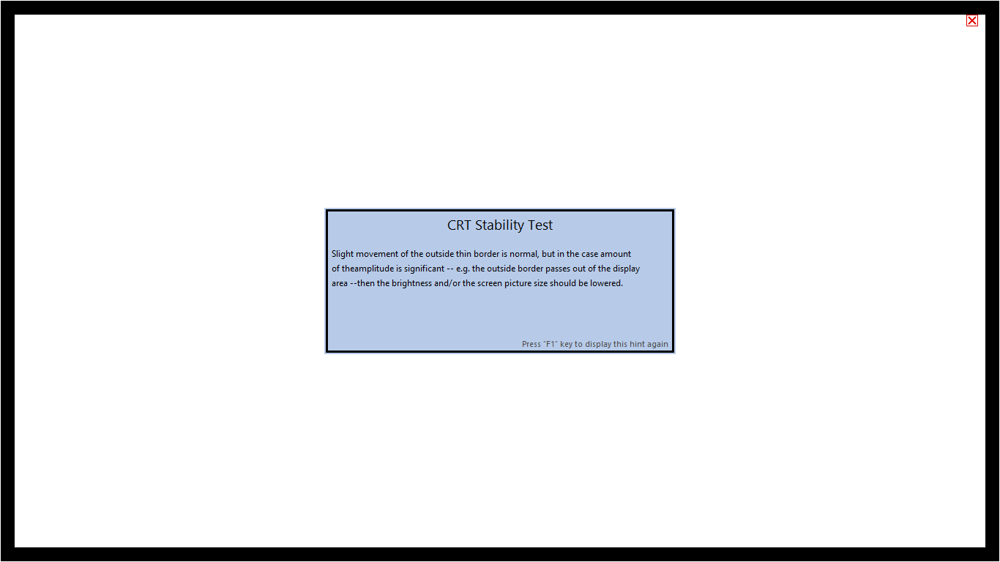 CRT Stability Test
Slight movement of the outside thin border is normal, but in the case amount
of theamplitude is significant -- e.g. the outside border passes out of the display
area --then the brightness and/or the screen picture size should be lowered.
Press "F1" key to display this hint again